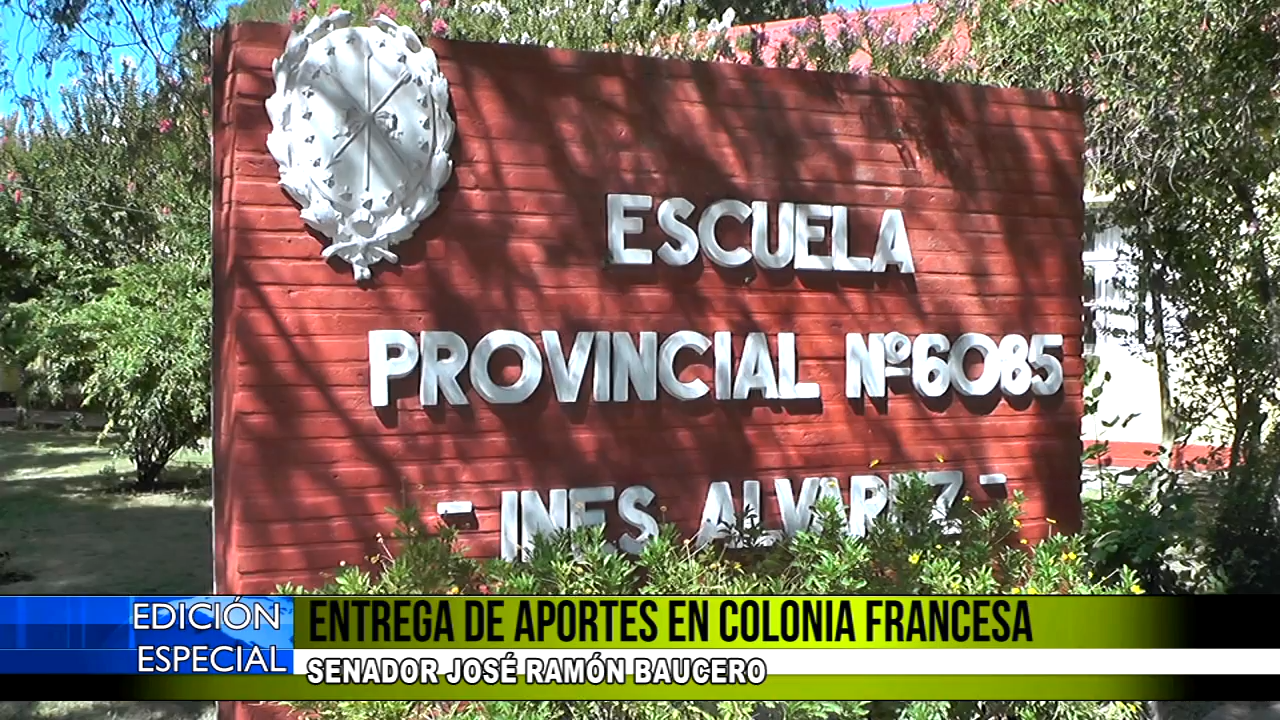 ESCUELA
PROVINCIAL Nº6085
- INES ALVAREZ -
EDICIÓN
ESPECIAL
ENTREGA DE APORTES EN COLONIA FRANCESA
SENADOR JOSÉ RAMÓN BAUCERO